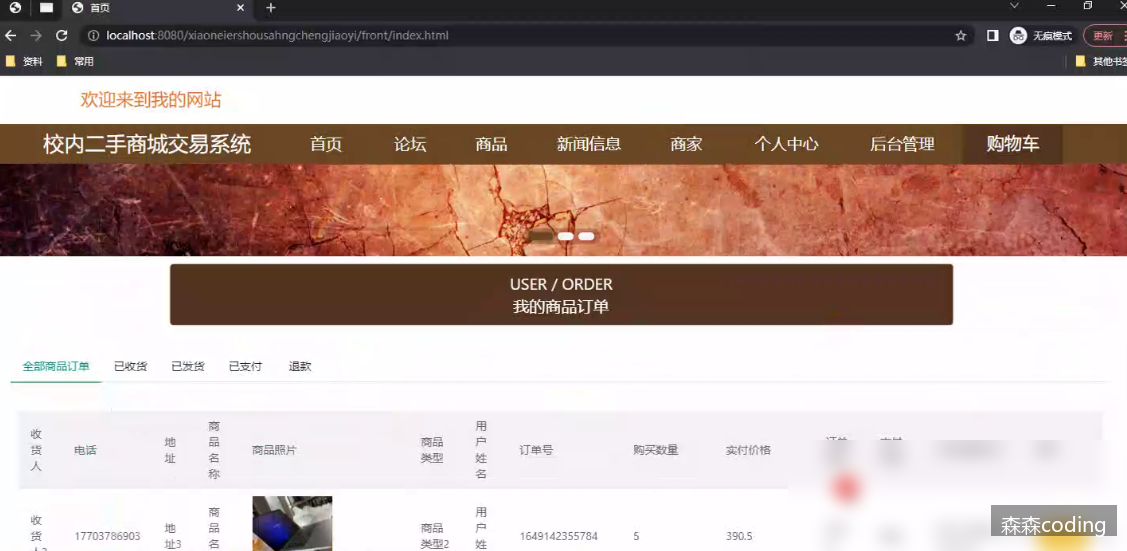 首页
localhost:8080/xiaoneiershousahngchengjiaoyi/front/index.html
无痕模式
更新
资料
常用
其他书签
欢迎来到我的网站
校内二手商城交易系统 首页 论坛 商品 新闻信息 商家 个人中心 后台管理 购物车
USER / ORDER
我的商品订单
全部商品订单 已收货 已发货 已支付 退款
收货人 电话 地址 商品名称 商品照片 商品类型 用户姓名 订单号 购买数量 实付价格
收货人 17703786903 地址3 商品名 商品类型2 用户姓 1649142355784 5 390.5
森森coding